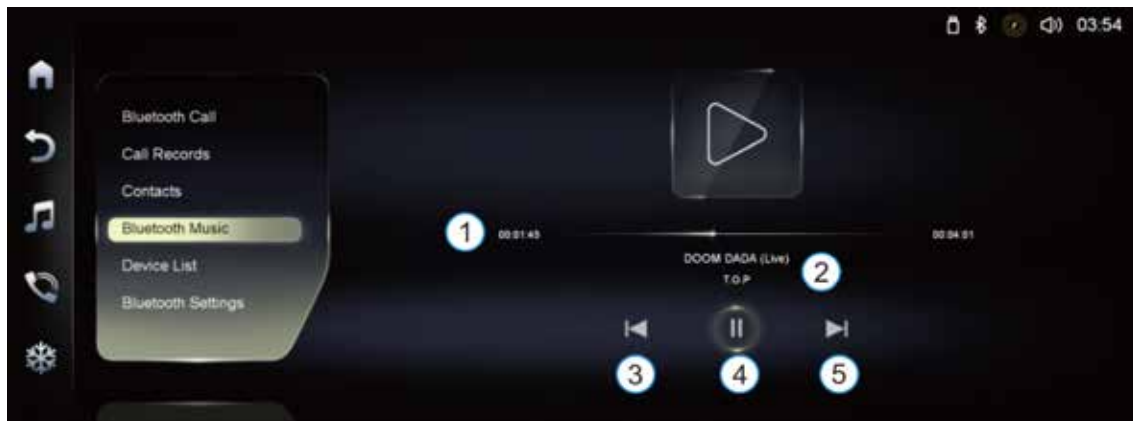 03:54
Bluetooth Call
Call Records
Contacts
Bluetooth Music
Device List
Bluetooth Settings
1
00:01:43
00:04:01
DOOM DADA (Live)
2
T.O.P
3
4
5